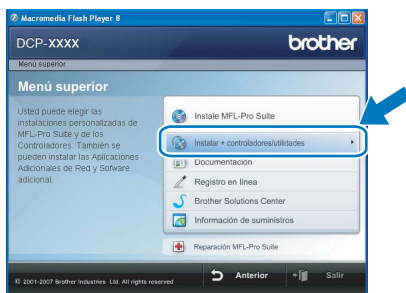 Macromedia Flash Player 8
DCP-XXXX
brother
Menú superior
Menú superior
Usted puede elegir las
instalaciones personalizadas de
MFL-Pro Suite y de los
Controladores. También se
pueden instalar las Aplicaciones
Adicionales de Red y Sofware
adicional.
Instale MFL-Pro Suite
Instalar + controladores/utilidades
Documentación
Registro en línea
Brother Solutions Center
Información de suministros
Reparación MFL-Pro Suite
© 2001-2007 Brother Industries Ltd. All rights reserved
Anterior
Salir